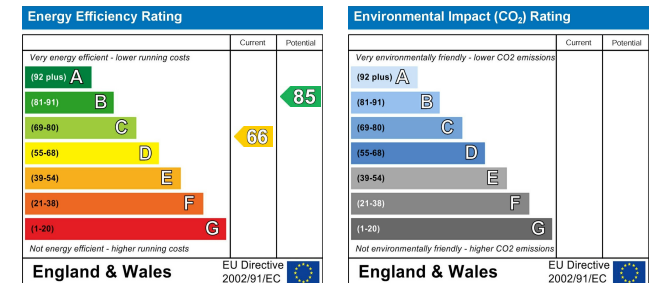 Energy Efficiency Rating
Current Potential
Very energy efficient - lower running costs
(92 plus) A
(81-91) B
85
(69-80) C
66
(55-68) D
(39-54) E
(21-38) F
(1-20) G
Not energy efficient - higher running costs
England & Wales
EU Directive
2002/91/EC
Environmental Impact (CO₂) Rating
Current Potential
Very environmentally friendly - lower CO2 emissions
(92 plus) A
(81-91) B
(69-80) C
(55-68) D
(39-54) E
(21-38) F
(1-20) G
Not environmentally friendly - higher CO2 emissions
England & Wales
EU Directive
2002/91/EC